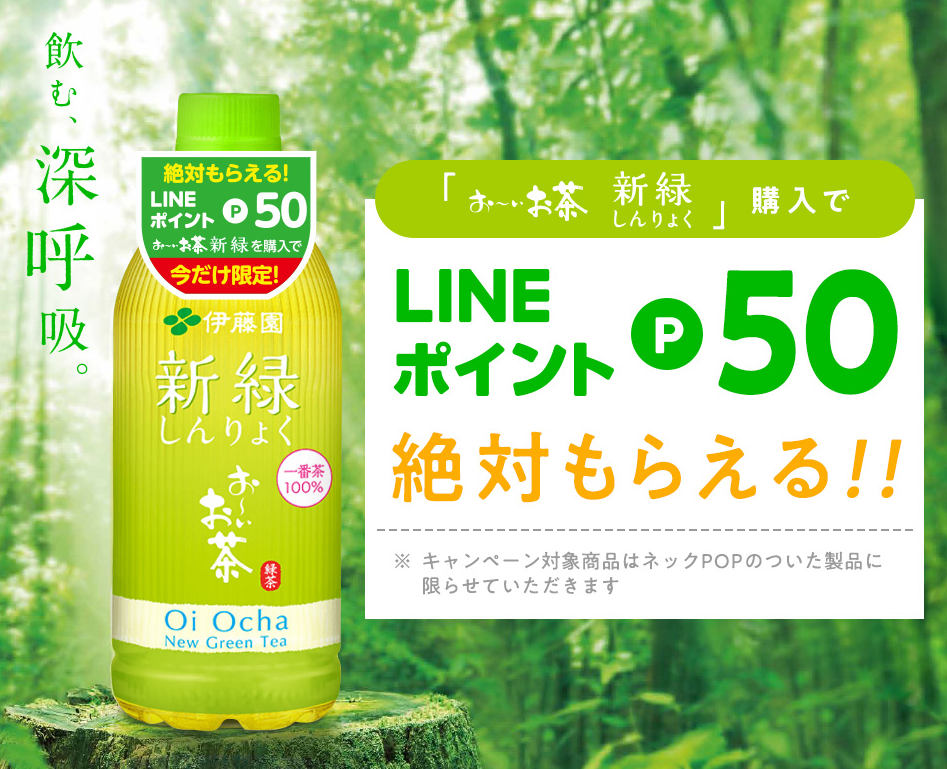 飲む、深呼吸。
絶対もらえる!
LINE
ポイント P 50
お〜いお茶 新緑を購入で
今だけ限定!
伊藤園
新緑
しんりょく
一番茶
100%
お〜い
お茶
緑茶
Oi Ocha
New Green Tea
「お〜いお茶 新緑 しんりょく」購入で
LINE
ポイント P 50
絶対もらえる!!
※ キャンペーン対象商品はネックPOPのついた製品に
限らせていただきます